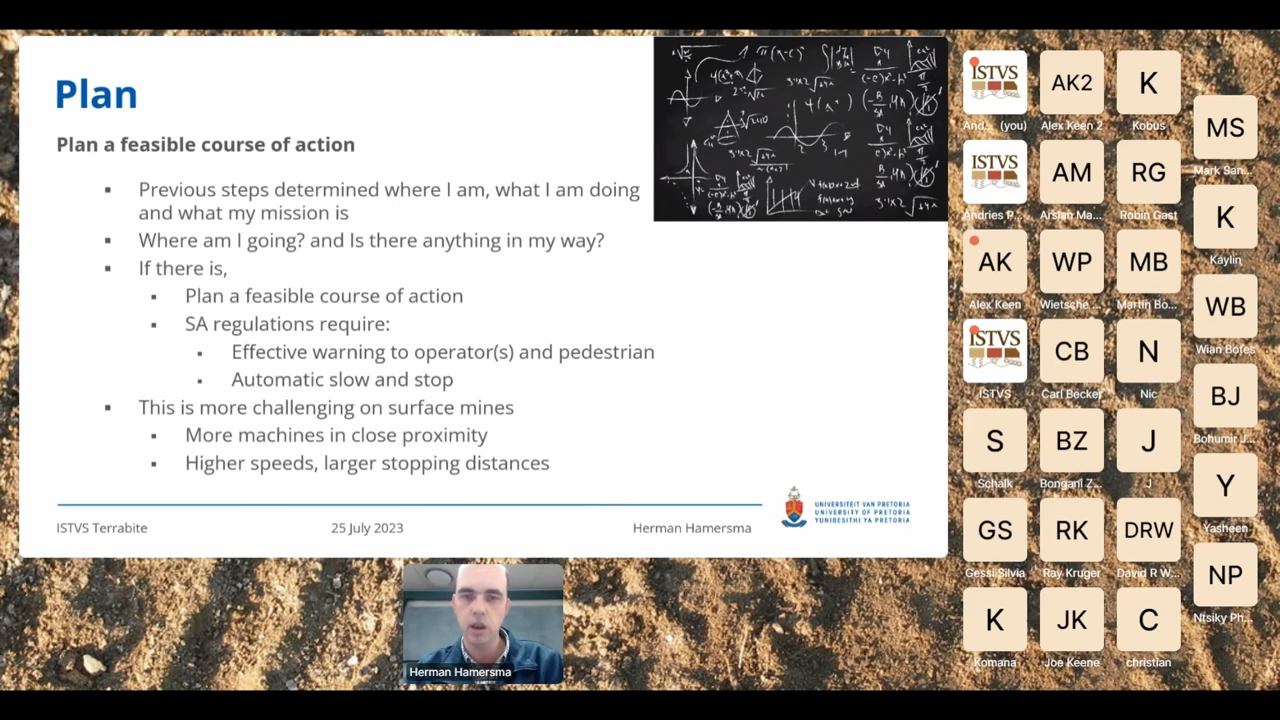 Plan
Plan a feasible course of action
Previous steps determined where I am, what I am doing
and what my mission is
Where am I going? and Is there anything in my way?
If there is,
Plan a feasible course of action
SA regulations require:
Effective warning to operator(s) and pedestrian
Automatic slow and stop
This is more challenging on surface mines
More machines in close proximity
Higher speeds, larger stopping distances
ISTVS Terrabite
25 July 2023
Herman Hamersma
UNIVERSITEIT VAN PRETORIA
UNIVERSITY OF PRETORIA
YUNIBESITHI YA PRETORIA
Herman Hamersma
ISTVS
And... (you)
AK2
Alex Keen 2
K
Kobus
MS
Mark San...
ISTVS
Andries P...
AM
Arslan Ma...
RG
Robin Gast
K
Kaylin
AK
Alex Keen
WP
Wietsche ...
MB
Martin Bo...
WB
Wian Botes
ISTVS
ISTVS
CB
Carl Becker
N
Nic
BJ
Bohumir J...
S
Schalk
BZ
Bongani Z...
J
J
Y
Yasheen
GS
Gessi Silvia
RK
Ray Kruger
DRW
David R W...
NP
Ntsiky Ph...
K
Komana
JK
Joe Keene
C
christian